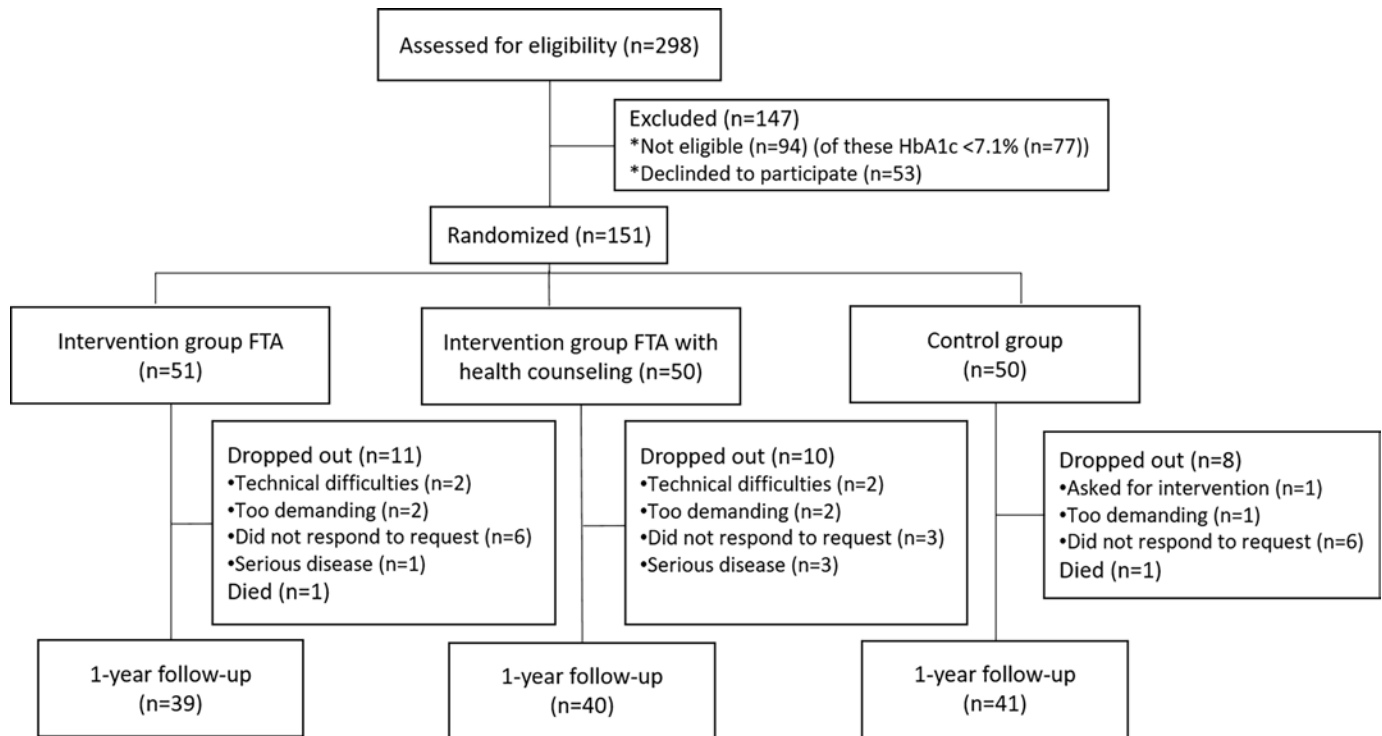 Assessed for eligibility (n=298)
Excluded (n=147)
*Not eligible (n=94) (of these HbA1c <7.1% (n=77))
*Declinded to participate (n=53)
Randomized (n=151)
Intervention group FTA
(n=51)
Intervention group FTA with
health counseling (n=50)
Control group
(n=50)
Dropped out (n=11)
•Technical difficulties (n=2)
•Too demanding (n=2)
•Did not respond to request (n=6)
•Serious disease (n=1)
Died (n=1)
Dropped out (n=10)
•Technical difficulties (n=2)
•Too demanding (n=2)
•Did not respond to request (n=3)
•Serious disease (n=3)
Dropped out (n=8)
•Asked for intervention (n=1)
•Too demanding (n=1)
•Did not respond to request (n=6)
Died (n=1)
1-year follow-up
(n=39)
1-year follow-up
(n=40)
1-year follow-up
(n=41)